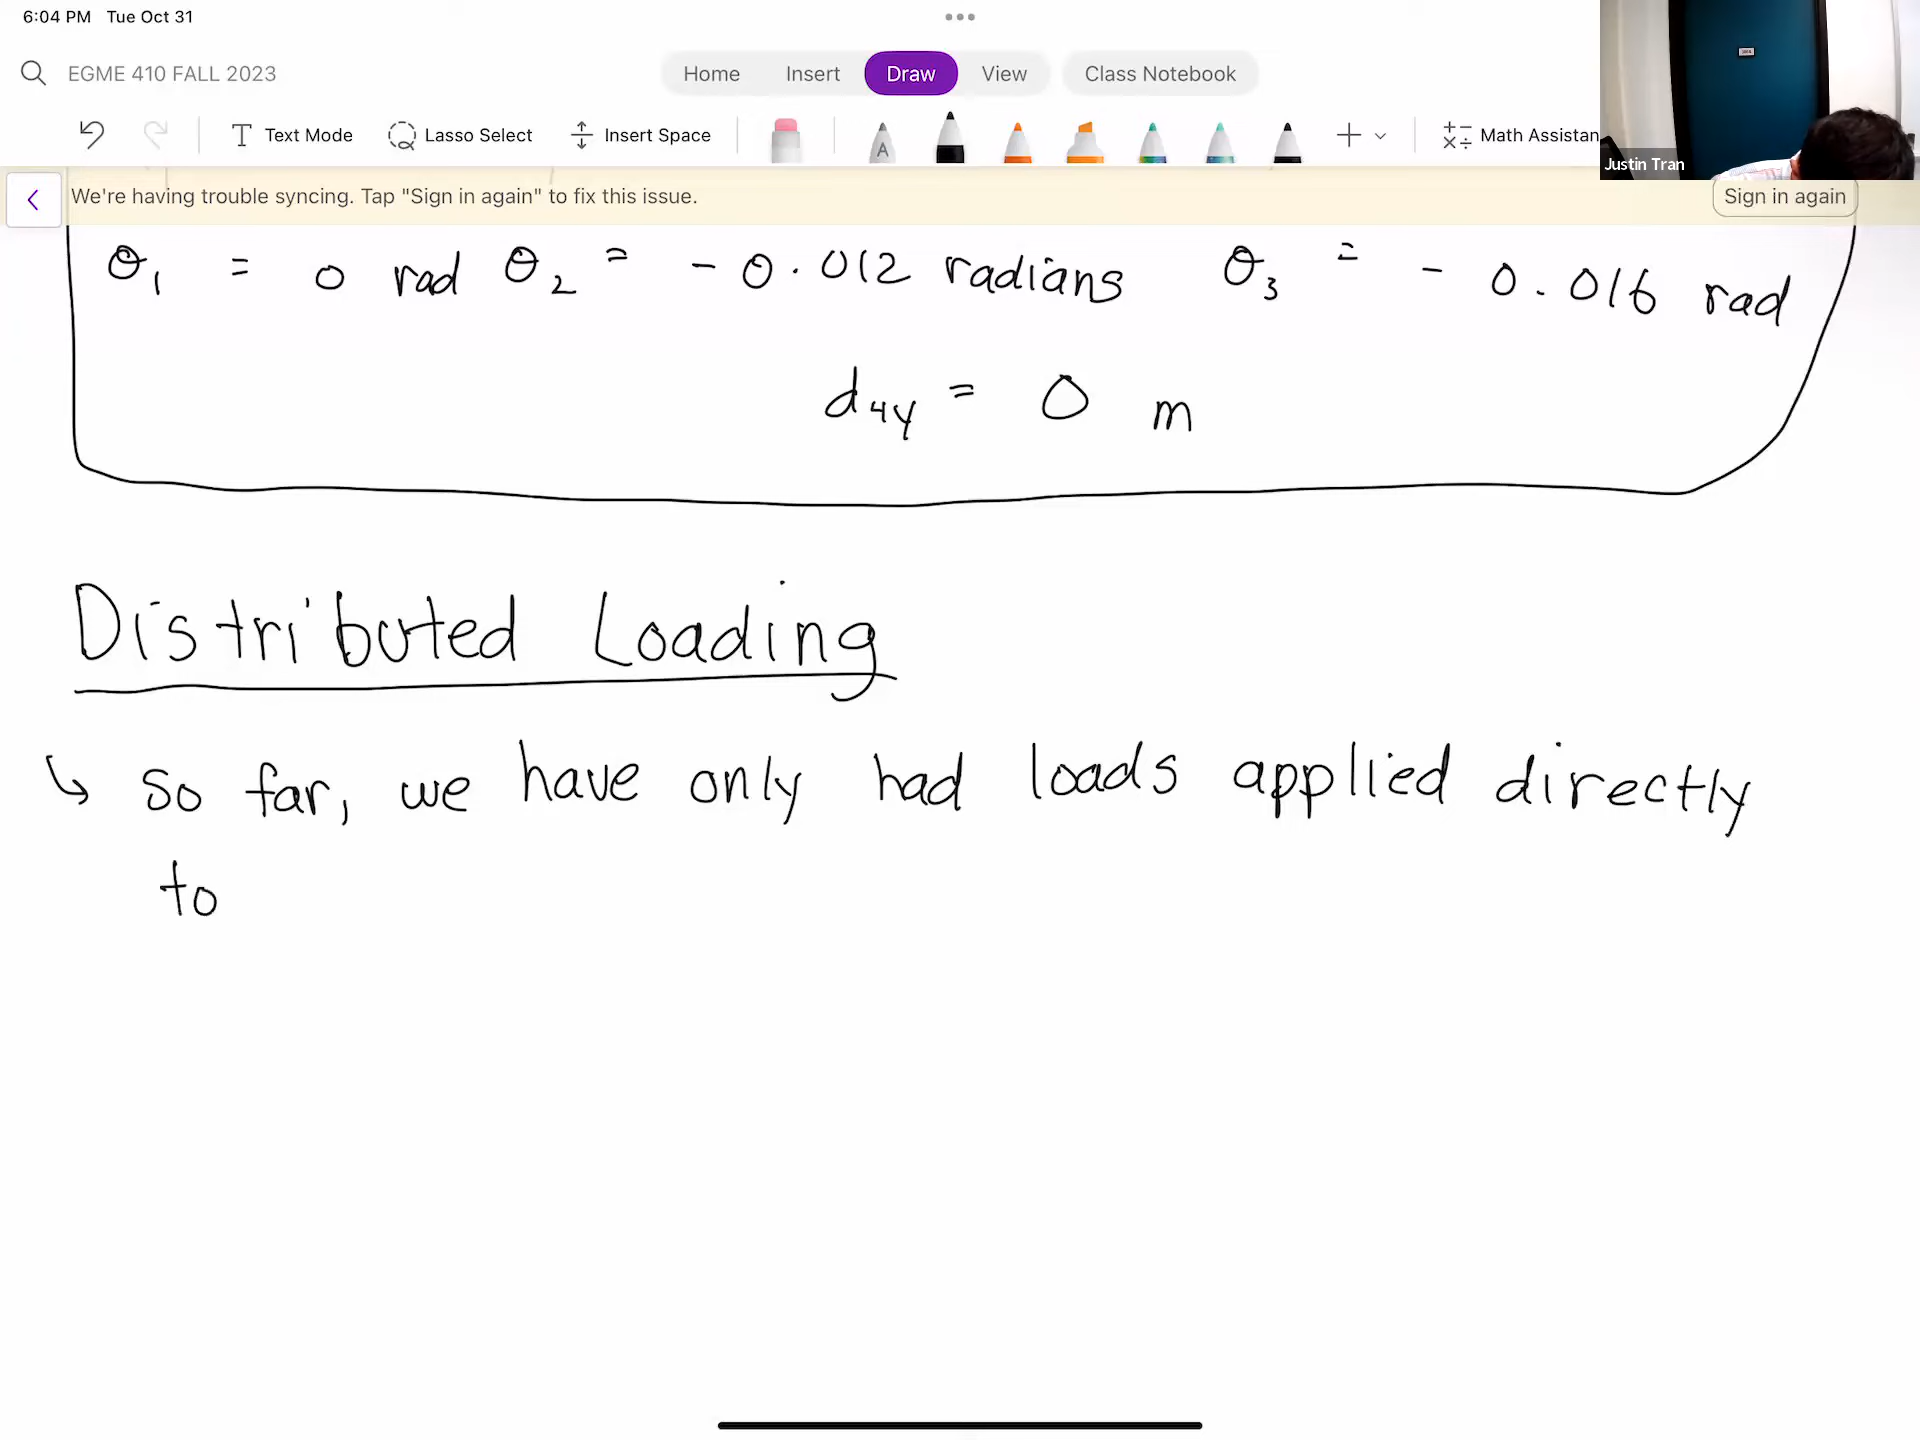 6:04 PM Tue Oct 31
EGME 410 FALL 2023
Home Insert Draw View Class Notebook
Text Mode Lasso Select Insert Space A Math Assistan
Justin Tran
We're having trouble syncing. Tap "Sign in again" to fix this issue. Sign in again
θ₁ = 0 rad θ₂ = - 0.012 radians θ₃ = - 0.016 rad
d₄y = 0 m
Distributed Loading
↳ so far, we have only had loads applied directly
to